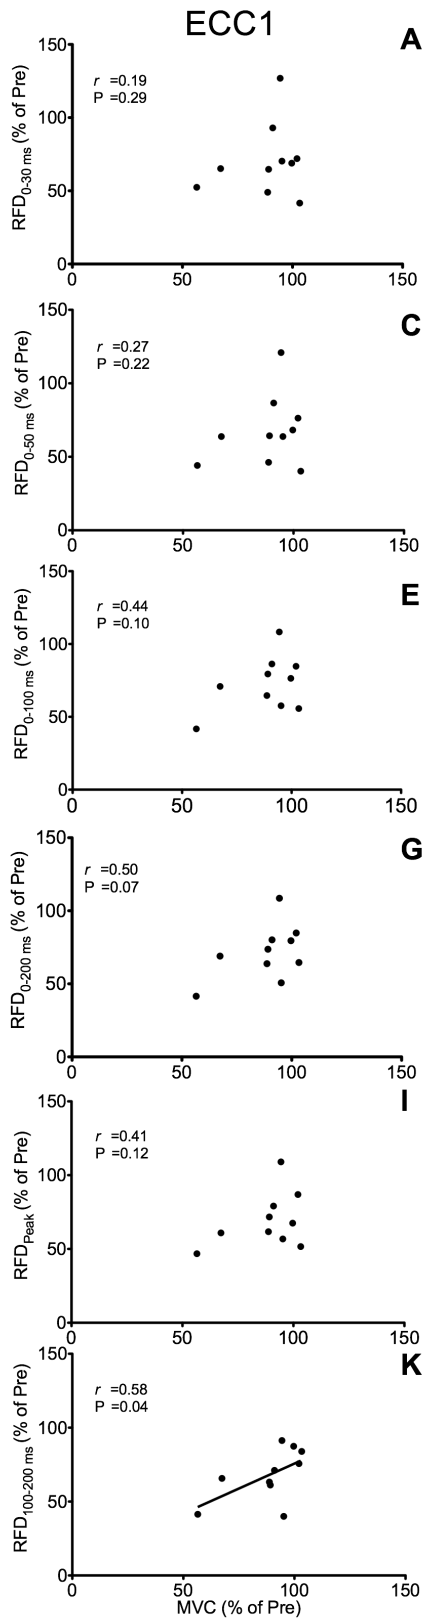 ECC1
A
r =0.19
P =0.29
RFD0-30 ms (% of Pre)
150
100
50
0
0 50 100 150
C
r =0.27
P =0.22
RFD0-50 ms (% of Pre)
150
100
50
0
0 50 100 150
E
r =0.44
P =0.10
RFD0-100 ms (% of Pre)
150
100
50
0
0 50 100 150
G
r =0.50
P =0.07
RFD0-200 ms (% of Pre)
150
100
50
0
0 50 100 150
I
r =0.41
P =0.12
RFDPeak (% of Pre)
150
100
50
0
0 50 100 150
K
r =0.58
P =0.04
RFD100-200 ms (% of Pre)
150
100
50
0
0 50 100 150
MVC (% of Pre)